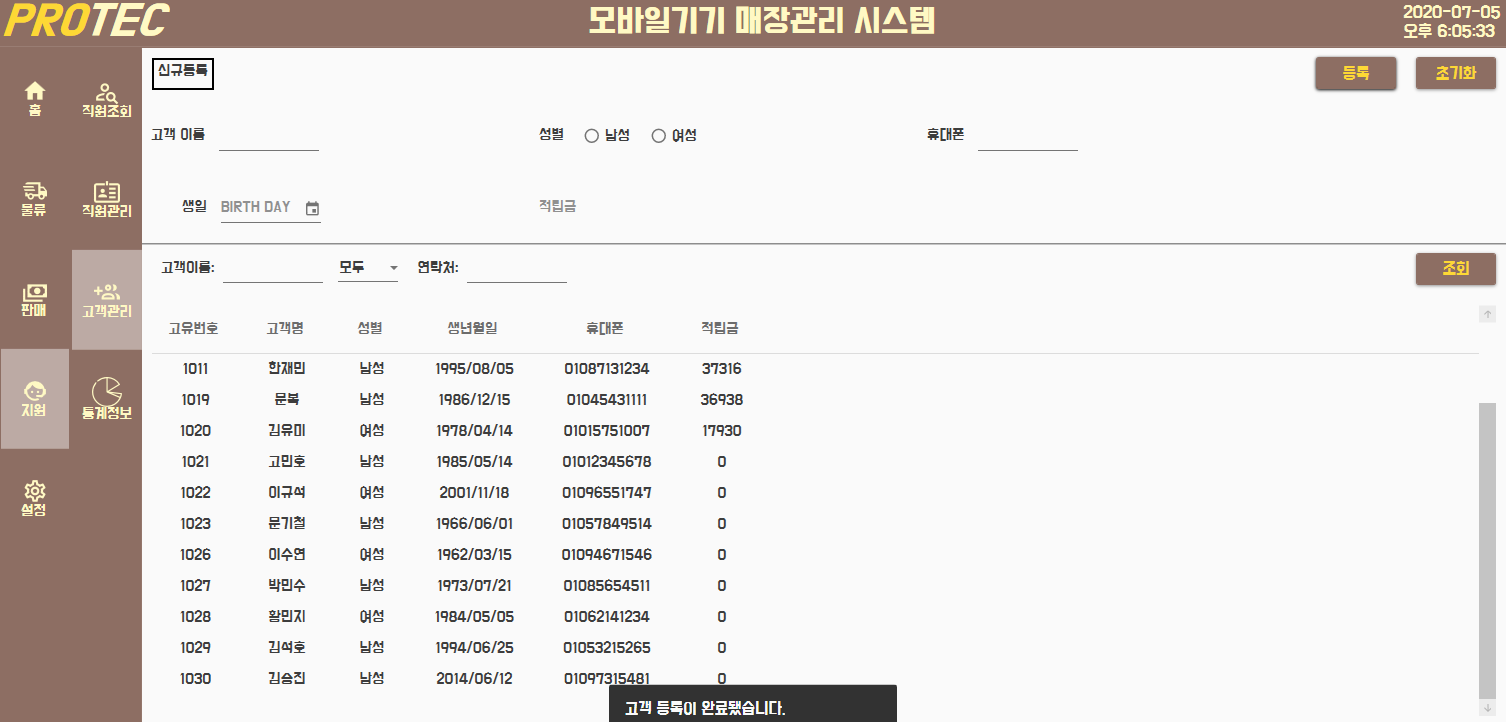 PROTEC
모바일기기 매장관리 시스템
2020-07-05
오후 6:05:33
홈
직원조회
물류
직원관리
판매
고객관리
지원
통계정보
설정
신규등록
등록
초기화
고객 이름
성별 남성 여성
휴대폰
생일 BIRTH DAY
적립금
고객이름: 모두 연락처:
조회
고유번호 고객명 성별 생년월일 휴대폰 적립금
1011 한재민 남성 1995/08/05 01087131234 37316
1019 문복 남성 1986/12/15 01045431111 36938
1020 김유미 여성 1978/04/14 01015751007 17930
1021 고민호 남성 1985/05/14 01012345678 0
1022 이규석 여성 2001/11/18 01096551747 0
1023 문기철 남성 1966/06/01 01057849514 0
1026 이수연 여성 1962/03/15 01094671546 0
1027 박민수 남성 1973/07/21 01085654511 0
1028 황민지 여성 1984/05/05 01062141234 0
1029 김석호 남성 1994/06/25 01053215265 0
1030 김승진 남성 2014/06/12 01097315481 0
고객 등록이 완료됐습니다.